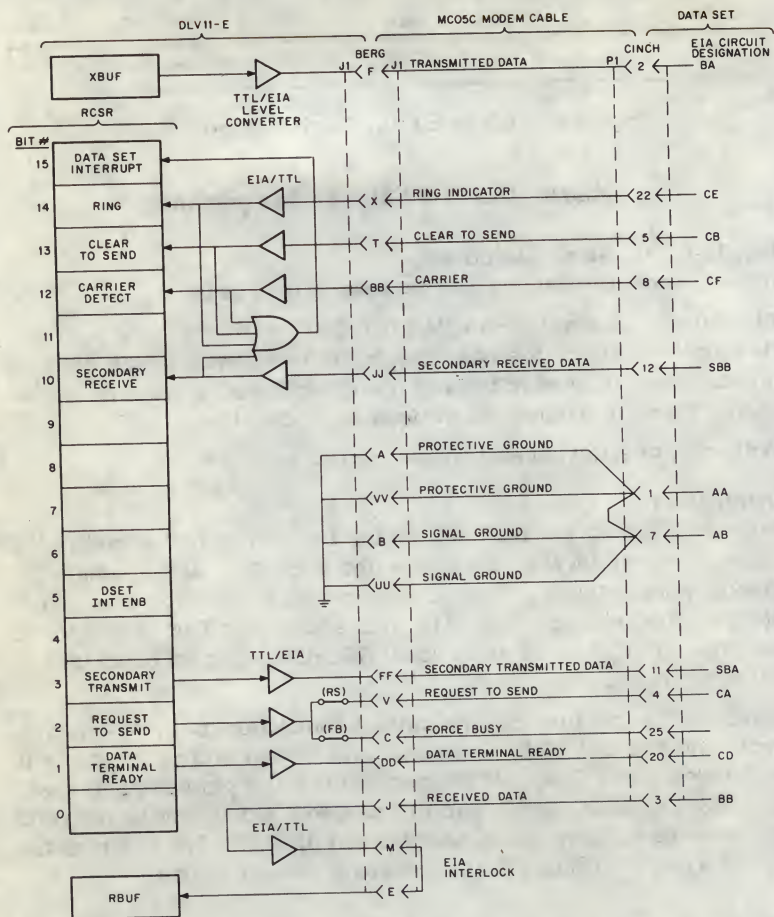 DLV11-E
MC05C MODEM CABLE
DATA SET
XBUF
TTL/EIA
LEVEL
CONVERTER
J1
BERG
F
J1
TRANSMITTED DATA
P1
CINCH
2
EIA CIRCUIT
DESIGNATION
BA
RCSR
BIT #
15
DATA SET
INTERRUPT
EIA/TTL
14
RING
X
RING INDICATOR
22
CE
13
CLEAR
TO SEND
T
CLEAR TO SEND
5
CB
12
CARRIER
DETECT
BB
CARRIER
8
CF
11
10
SECONDARY
RECEIVE
JJ
SECONDARY RECEIVED DATA
12
SBB
9
8
A
PROTECTIVE GROUND
7
VV
PROTECTIVE GROUND
1
AA
6
B
SIGNAL GROUND
7
AB
5
DSET
INT ENB
UU
SIGNAL GROUND
4
TTL/EIA
3
SECONDARY
TRANSMIT
FF
SECONDARY TRANSMITTED DATA
11
SBA
(RS)
V
REQUEST TO SEND
4
CA
2
REQUEST
TO SEND
(FB)
C
FORCE BUSY
25
1
DATA
TERMINAL
READY
DD
DATA TERMINAL READY
20
CD
0
J
RECEIVED DATA
3
BB
EIA/TTL
M
EIA
INTERLOCK
E
RBUF